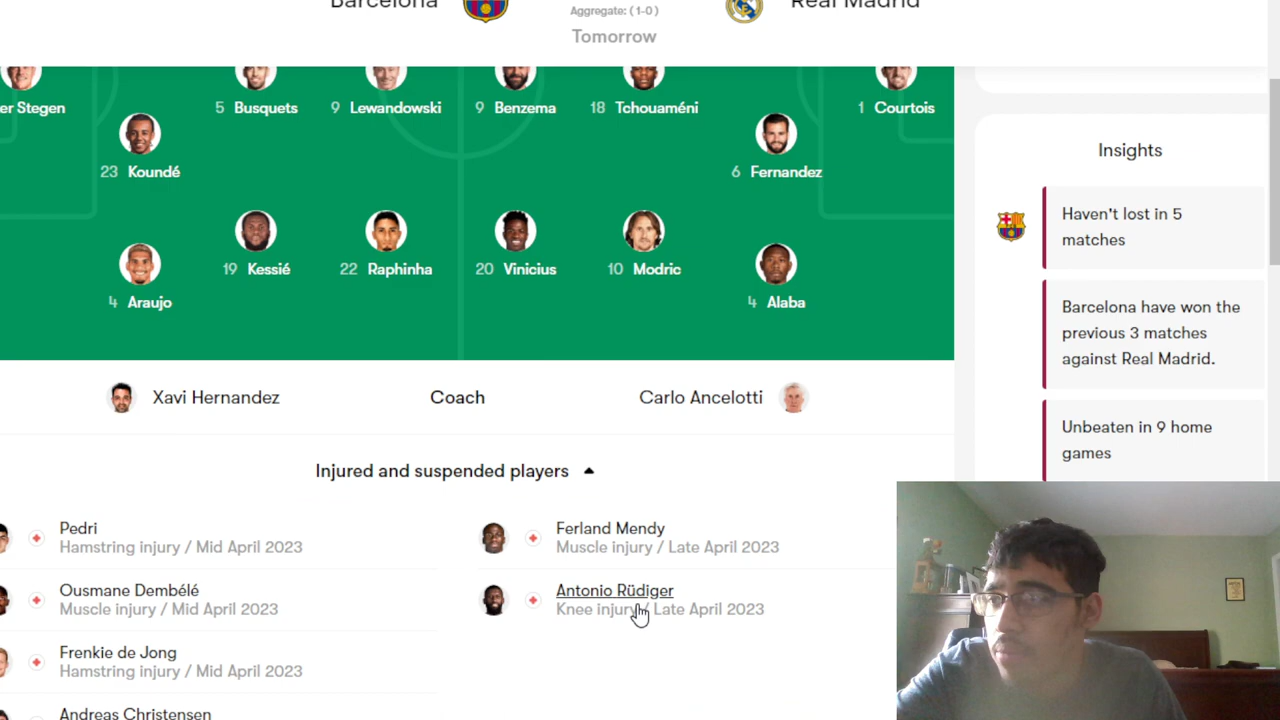 Barcelona
Aggregate: ( 1-0 )
Real Madrid
Tomorrow
er Stegen
5 Busquets
9 Lewandowski
9 Benzema
18 Tchouaméni
1 Courtois
23 Koundé
6 Fernandez
19 Kessié
22 Raphinha
20 Vinicius
10 Modric
4 Araujo
4 Alaba
Xavi Hernandez
Coach
Carlo Ancelotti
Injured and suspended players
Pedri
Hamstring injury / Mid April 2023
Ferland Mendy
Muscle injury / Late April 2023
Ousmane Dembélé
Muscle injury / Mid April 2023
Antonio Rüdiger
Knee injury / Late April 2023
Frenkie de Jong
Hamstring injury / Mid April 2023
Andreas Christensen
Insights
Haven't lost in 5
matches
Barcelona have won the
previous 3 matches
against Real Madrid.
Unbeaten in 9 home
games